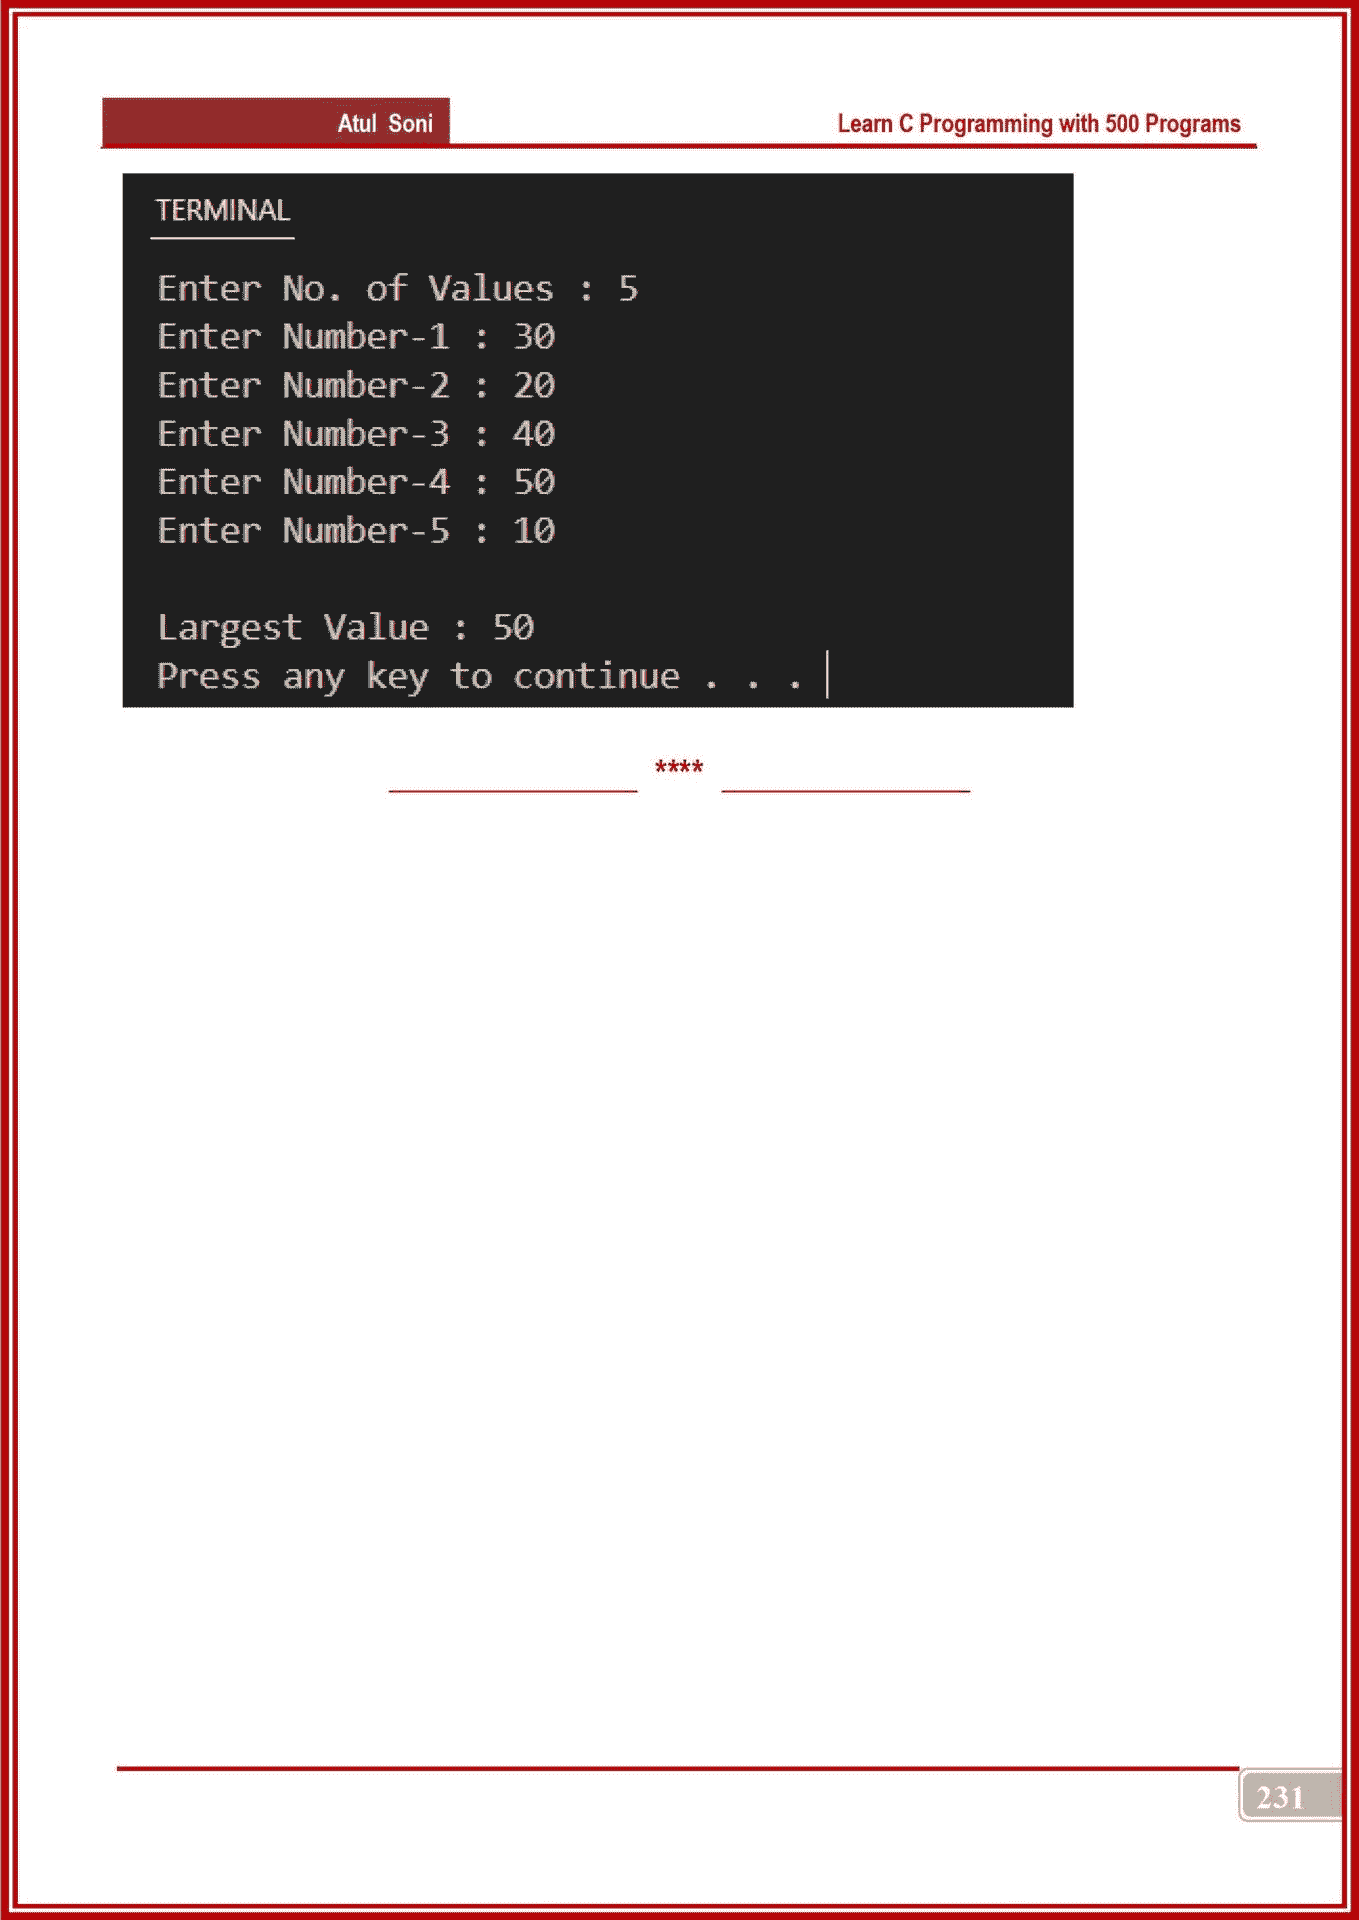 Atul Soni
Learn C Programming with 500 Programs
TERMINAL
Enter No. of Values : 5
Enter Number-1 : 30
Enter Number-2 : 20
Enter Number-3 : 40
Enter Number-4 : 50
Enter Number-5 : 10
Largest Value : 50
Press any key to continue . . .
****
231